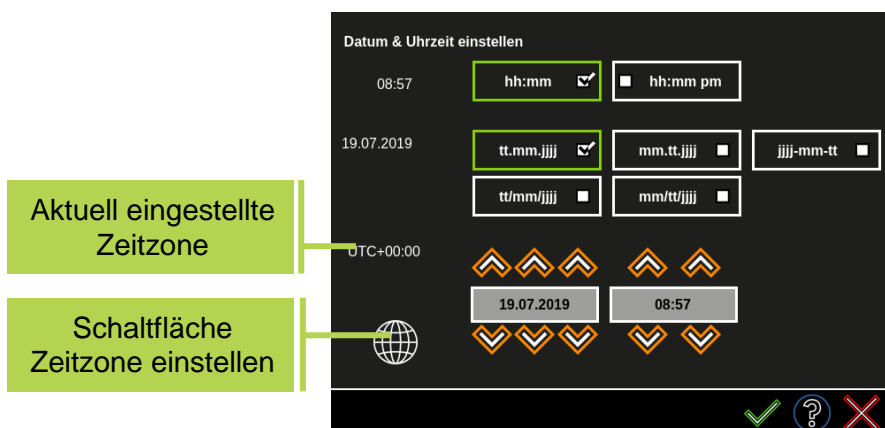 Datum & Uhrzeit einstellen
08:57
hh:mm
hh:mm pm
19.07.2019
tt.mm.jjjj
mm.tt.jjjj
jjjj-mm-tt
tt/mm/jjjj
mm/tt/jjjj
Aktuell eingestellte
Zeitzone
UTC+00:00
19.07.2019
08:57
Schaltfläche
Zeitzone einstellen
?